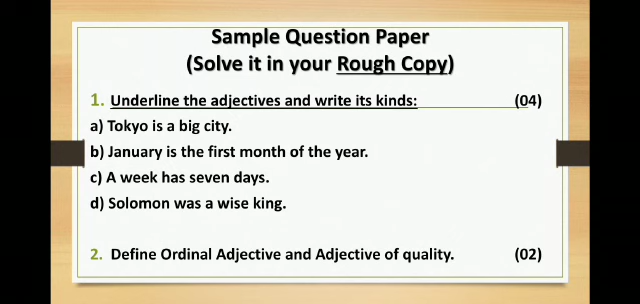 Sample Question Paper
(Solve it in your Rough Copy)
1. Underline the adjectives and write its kinds: (04)
a) Tokyo is a big city.
b) January is the first month of the year.
c) A week has seven days.
d) Solomon was a wise king.
2. Define Ordinal Adjective and Adjective of quality. (02)